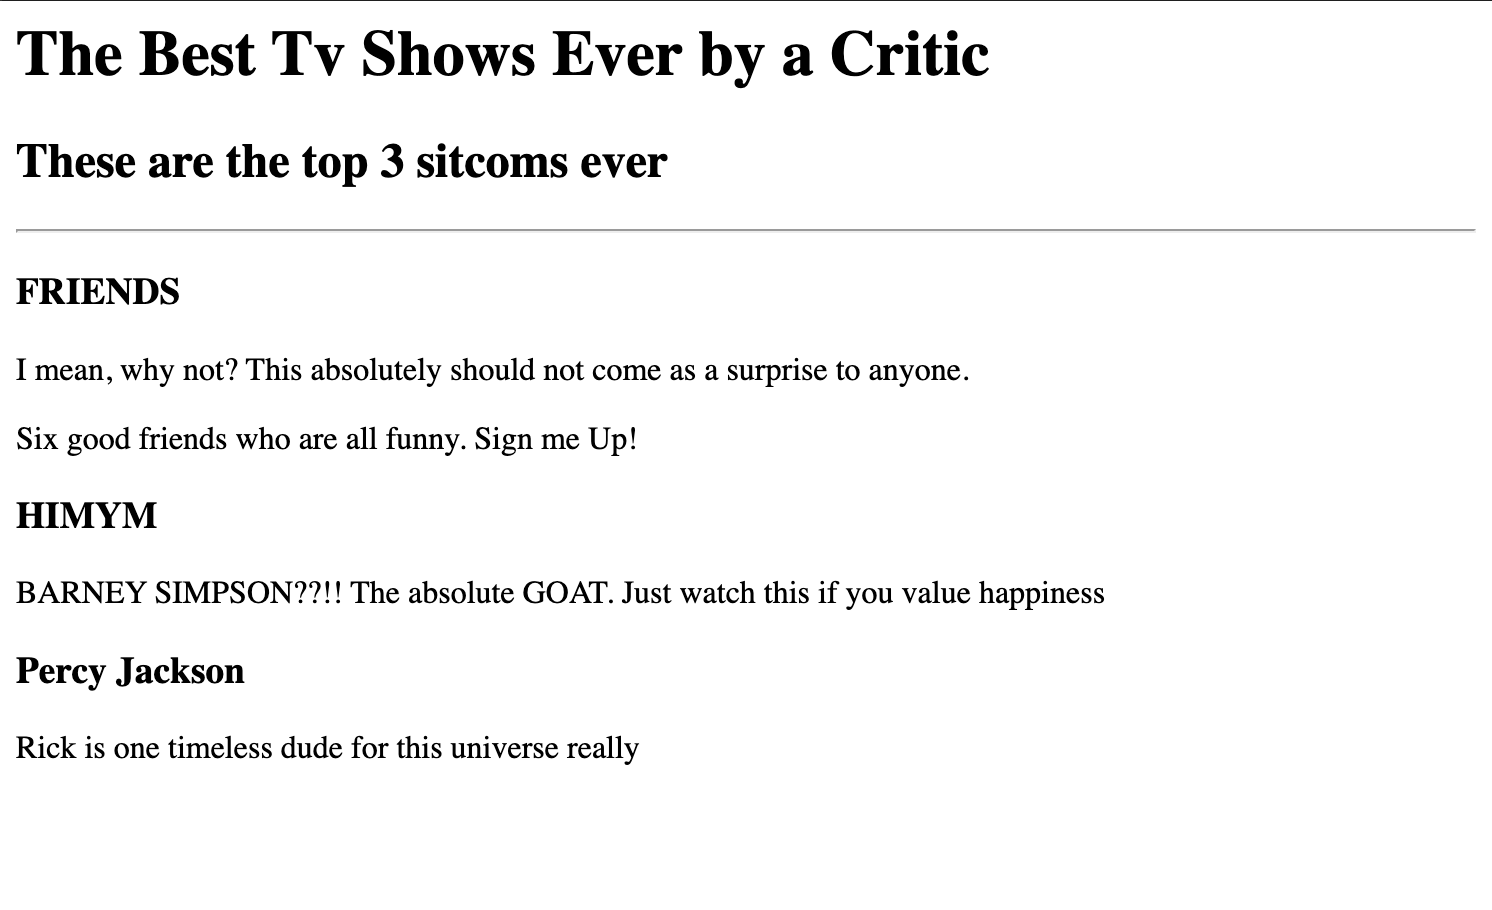 The Best Tv Shows Ever by a Critic
These are the top 3 sitcoms ever
FRIENDS
I mean, why not? This absolutely should not come as a surprise to anyone.
Six good friends who are all funny. Sign me Up!
HIMYM
BARNEY SIMPSON??!! The absolute GOAT. Just watch this if you value happiness
Percy Jackson
Rick is one timeless dude for this universe really